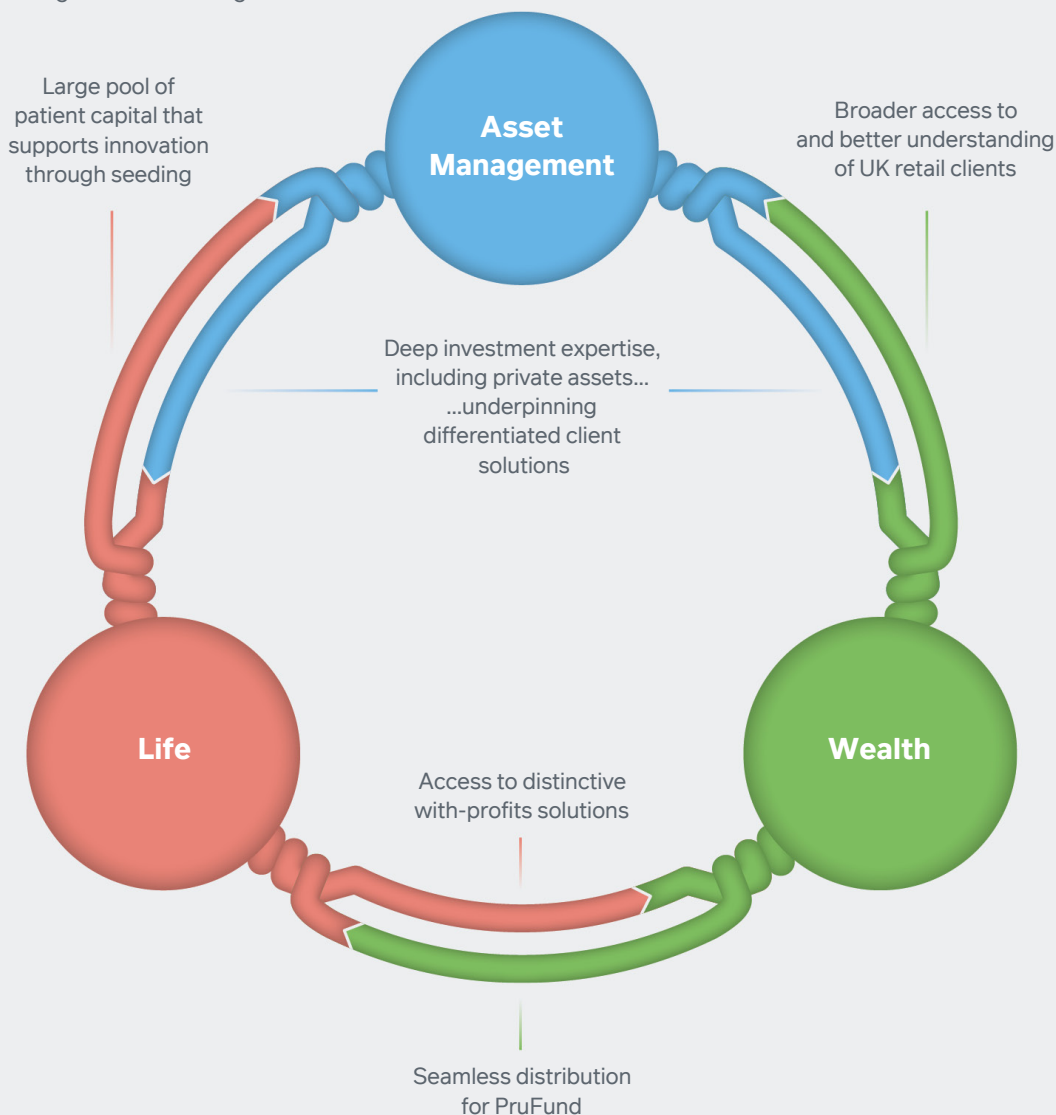 Large pool of
patient capital that
supports innovation
through seeding
Asset
Management
Broader access to
and better understanding
of UK retail clients
Deep investment expertise,
including private assets...
...underpinning
differentiated client
solutions
Life
Wealth
Access to distinctive
with-profits solutions
Seamless distribution
for PruFund